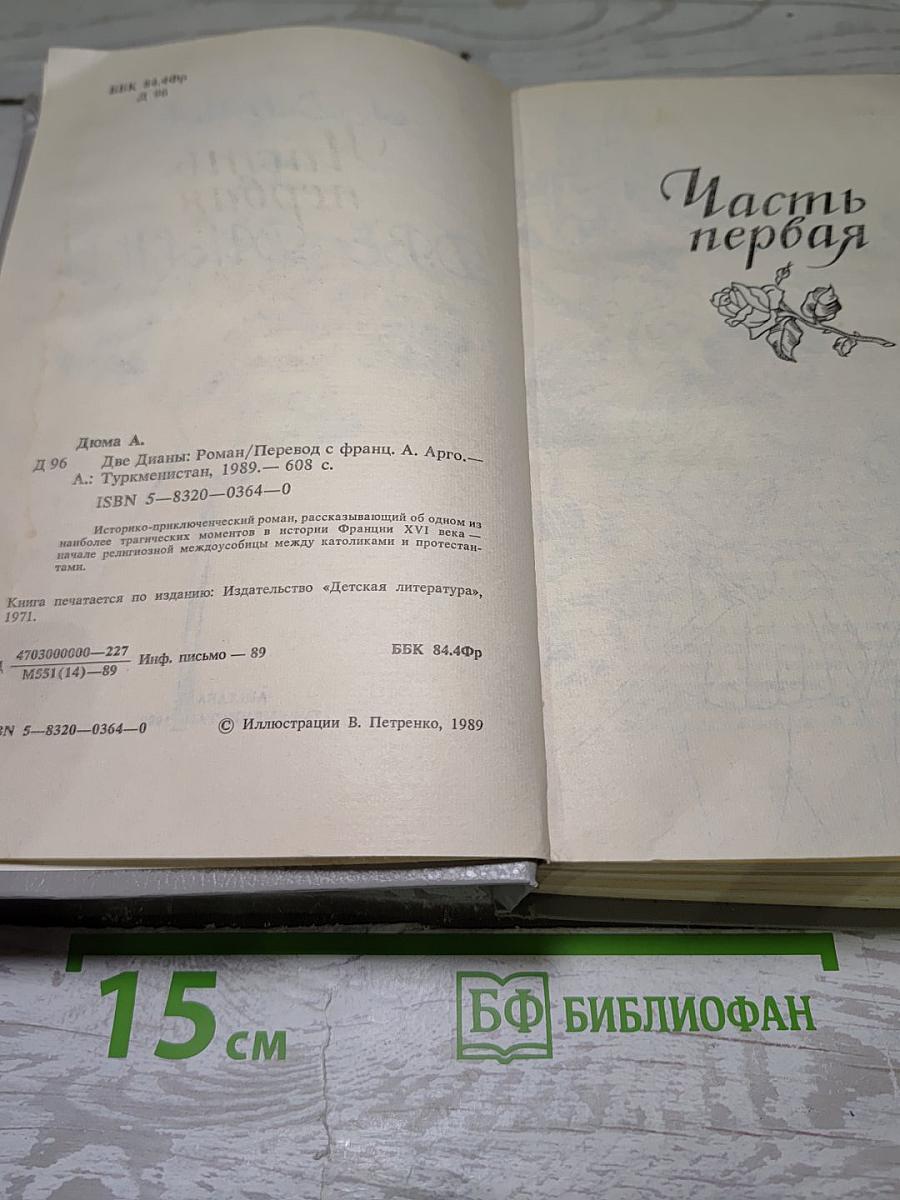 ББК 84.4Фр
Д 96
Дюма А.
Д 96 Две Дианы: Роман/Перевод с франц. А. Арго.—
А.: Туркменистан, 1989.— 608 с.
ISBN 5—8320—0364—0
Историко-приключенческий роман, рассказывающий об одном из
наиболее трагических моментов в истории Франции XVI века —
начале религиозной междоусобицы между католиками и протестан-
тами.
Книга печатается по изданию: Издательство «Детская литература»,
1971.
4703000000—227
М551(14)—89
Инф. письмо — 89
ББК 84.4Фр
5—8320—0364—0
© Иллюстрации В. Петренко, 1989
Часть
первая
15 см
БФ БИБЛИОФАН